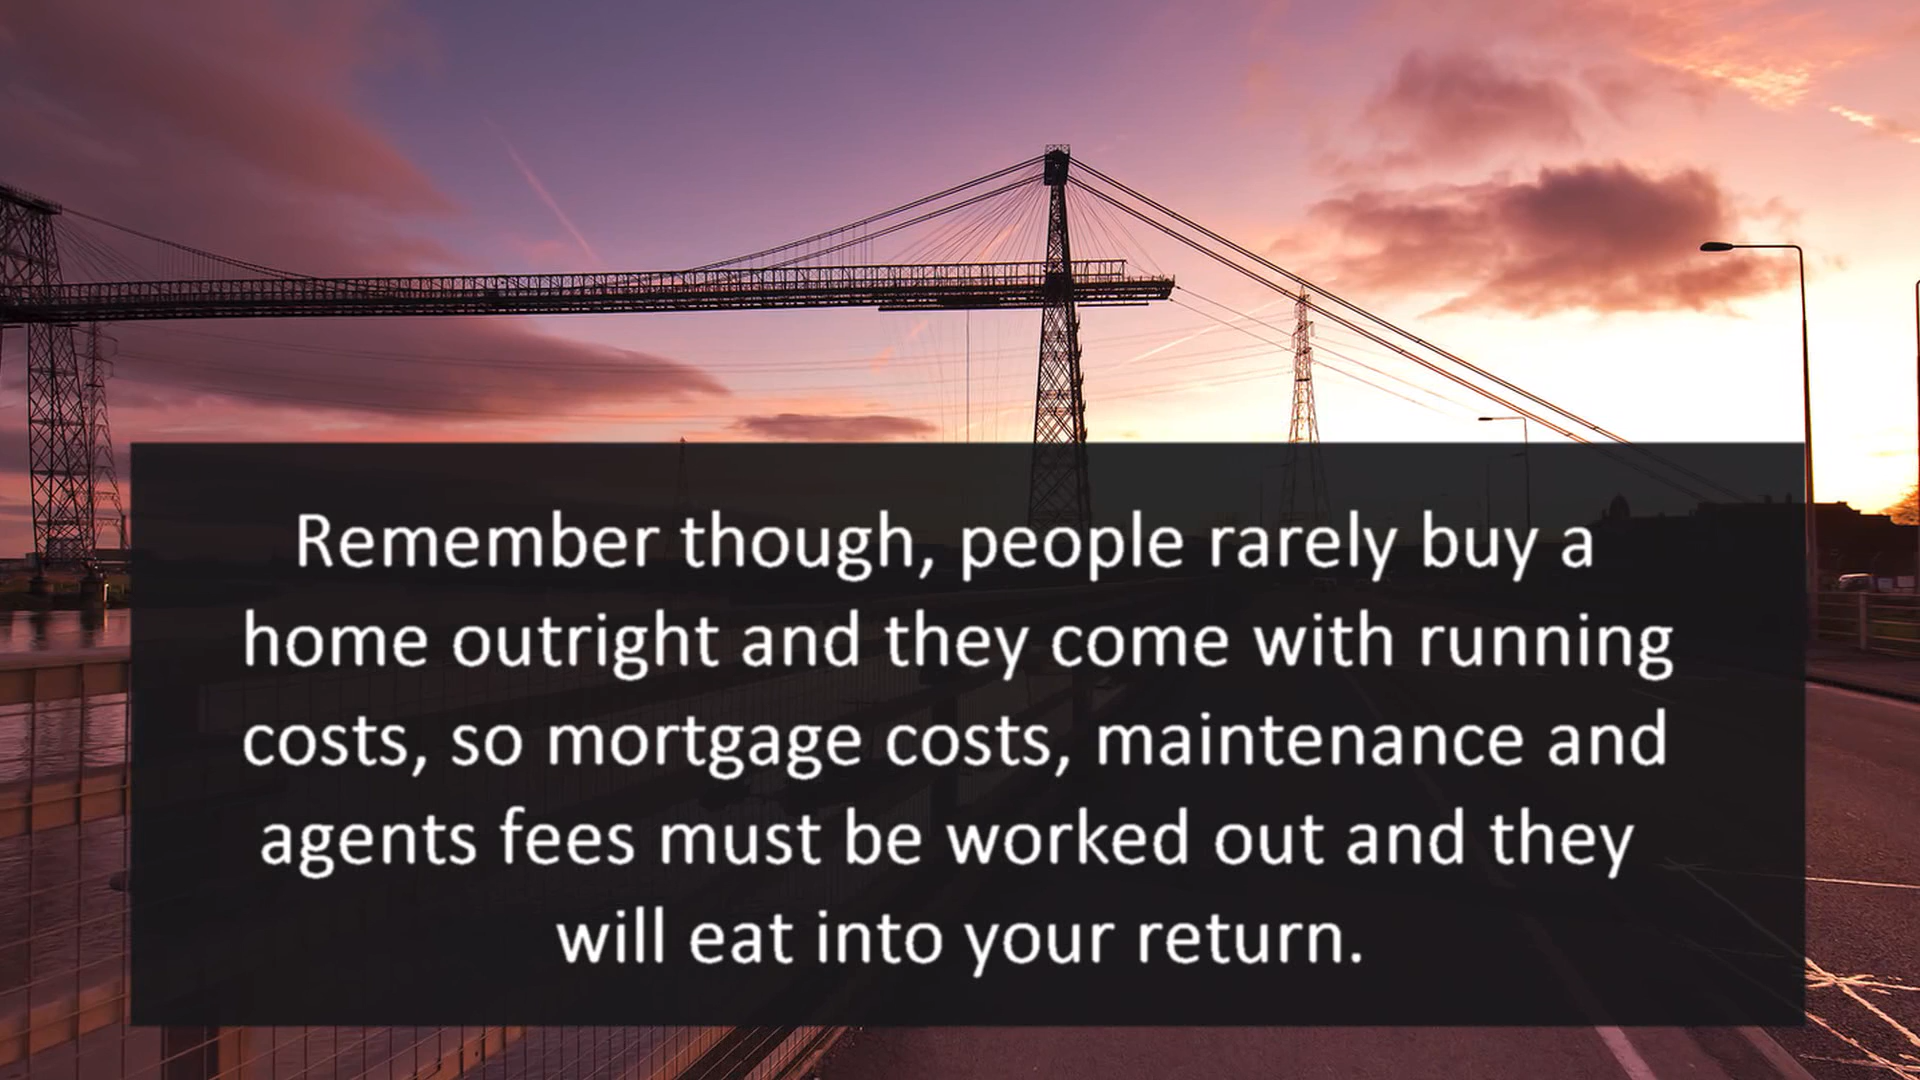 Remember though, people rarely buy a
home outright and they come with running
costs, so mortgage costs, maintenance and
agents fees must be worked out and they
will eat into your return.